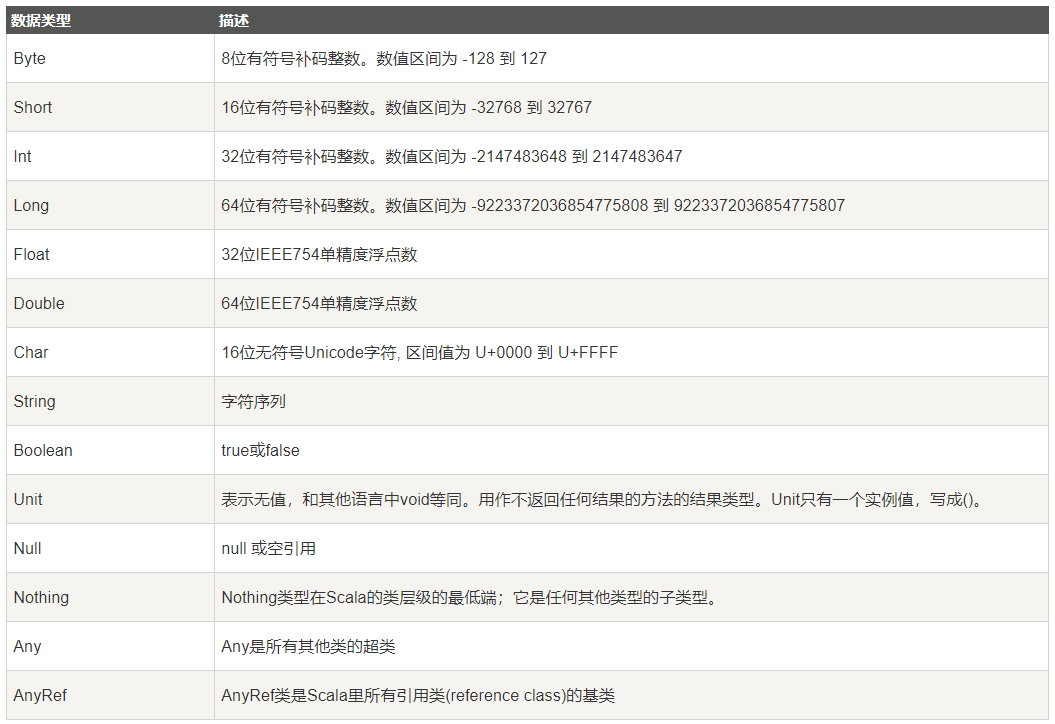 数据类型 描述
Byte 8位有符号补码整数。数值区间为 -128 到 127
Short 16位有符号补码整数。数值区间为 -32768 到 32767
Int 32位有符号补码整数。数值区间为 -2147483648 到 2147483647
Long 64位有符号补码整数。数值区间为 -9223372036854775808 到 9223372036854775807
Float 32位IEEE754单精度浮点数
Double 64位IEEE754单精度浮点数
Char 16位无符号Unicode字符, 区间值为 U+0000 到 U+FFFF
String 字符序列
Boolean true或false
Unit 表示无值，和其他语言中void等同。用作不返回任何结果的方法的结果类型。Unit只有一个实例值，写成()。
Null null 或空引用
Nothing Nothing类型在Scala的类层级的最低端；它是任何其他类型的子类型。
Any Any是所有其他类的超类
AnyRef AnyRef类是Scala里所有引用类(reference class)的基类